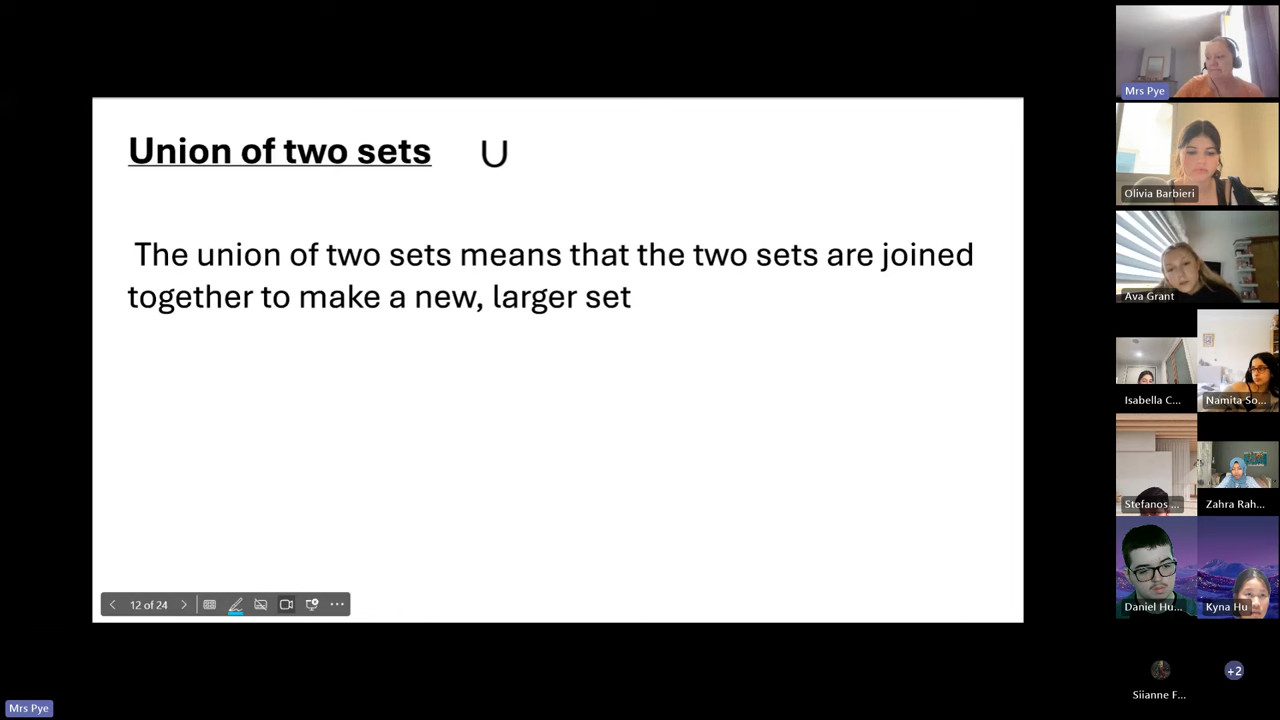 Union of two sets ∪
The union of two sets means that the two sets are joined
together to make a new, larger set
12 of 24
Mrs Pye
Mrs Pye
Olivia Barbieri
Ava Grant
Isabella C...
Namita So...
Stefanos ...
Zahra Rah...
Daniel Hu...
Kyna Hu
Siianne F...
+2